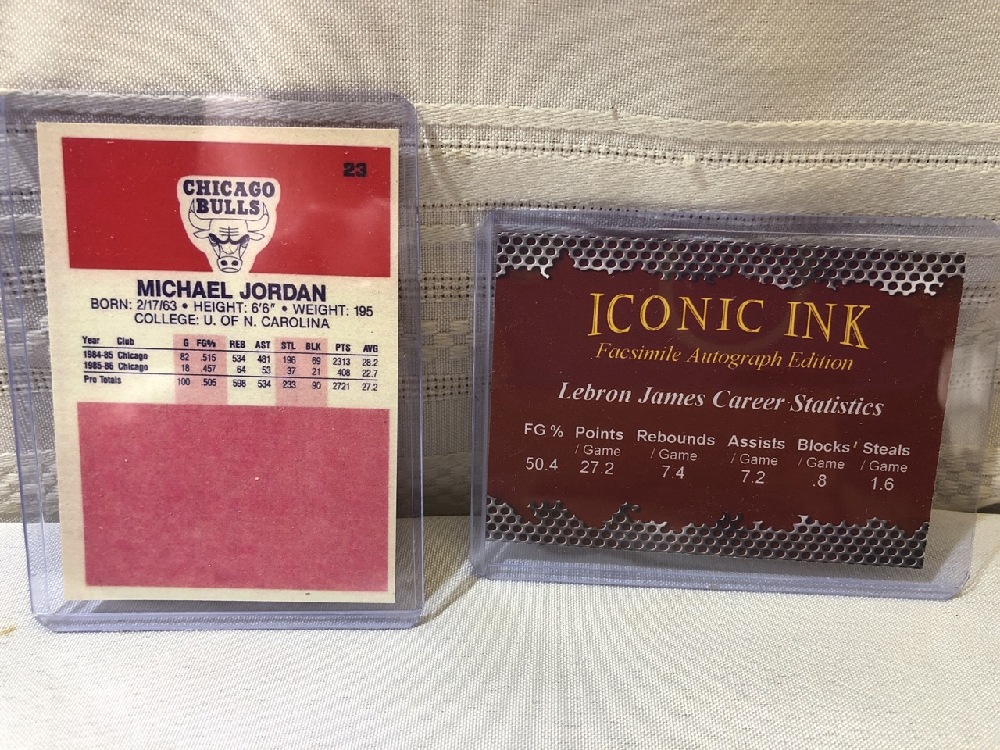 23
CHICAGO
BULLS
MICHAEL JORDAN
BORN: 2/17/63 • HEIGHT: 6'6" • WEIGHT: 195
COLLEGE: U. OF N. CAROLINA
Year Club G FG% REB AST STL BLK PTS AVG
1984-85 Chicago 82 .515 534 481 196 69 2313 28.2
1985-86 Chicago 18 .457 64 53 37 21 408 22.7
Pro Totals 100 .505 598 534 233 90 2721 27.2
ICONIC INK
Facsimile Autograph Edition
Lebron James Career Statistics
FG % Points Rebounds Assists Blocks Steals
/ Game / Game / Game / Game / Game
50.4 27.2 7.4 7.2 .8 1.6